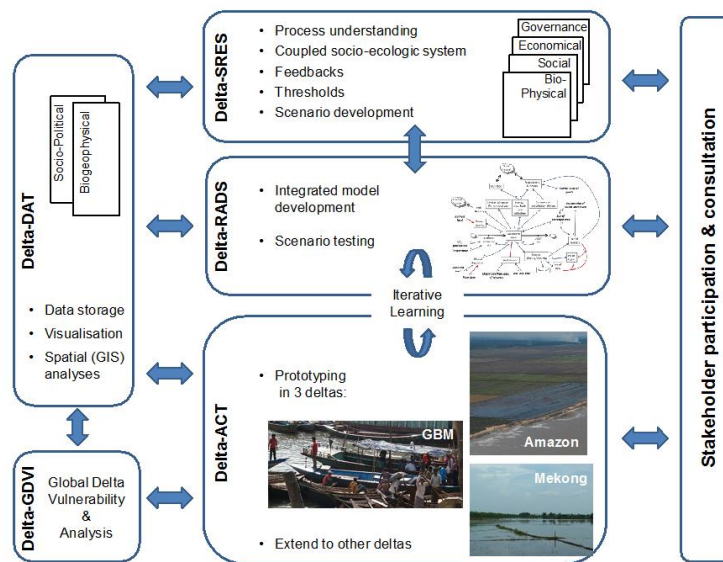 Delta-SRES
• Process understanding
• Coupled socio-ecologic system
• Feedbacks
• Thresholds
• Scenario development
Governance
Economical
Social
Bio-
Physical
Delta-DAT
Socio-Political
Biogeophysical
• Data storage
• Visualisation
• Spatial (GIS)
analyses
Delta-RADS
• Integrated model
development
• Scenario testing
Iterative
Learning
Delta-ACT
• Prototyping
in 3 deltas:
GBM
Amazon
Mekong
• Extend to other deltas
Delta-GDVI
Global Delta
Vulnerability
&
Analysis
Stakeholder participation & consultation